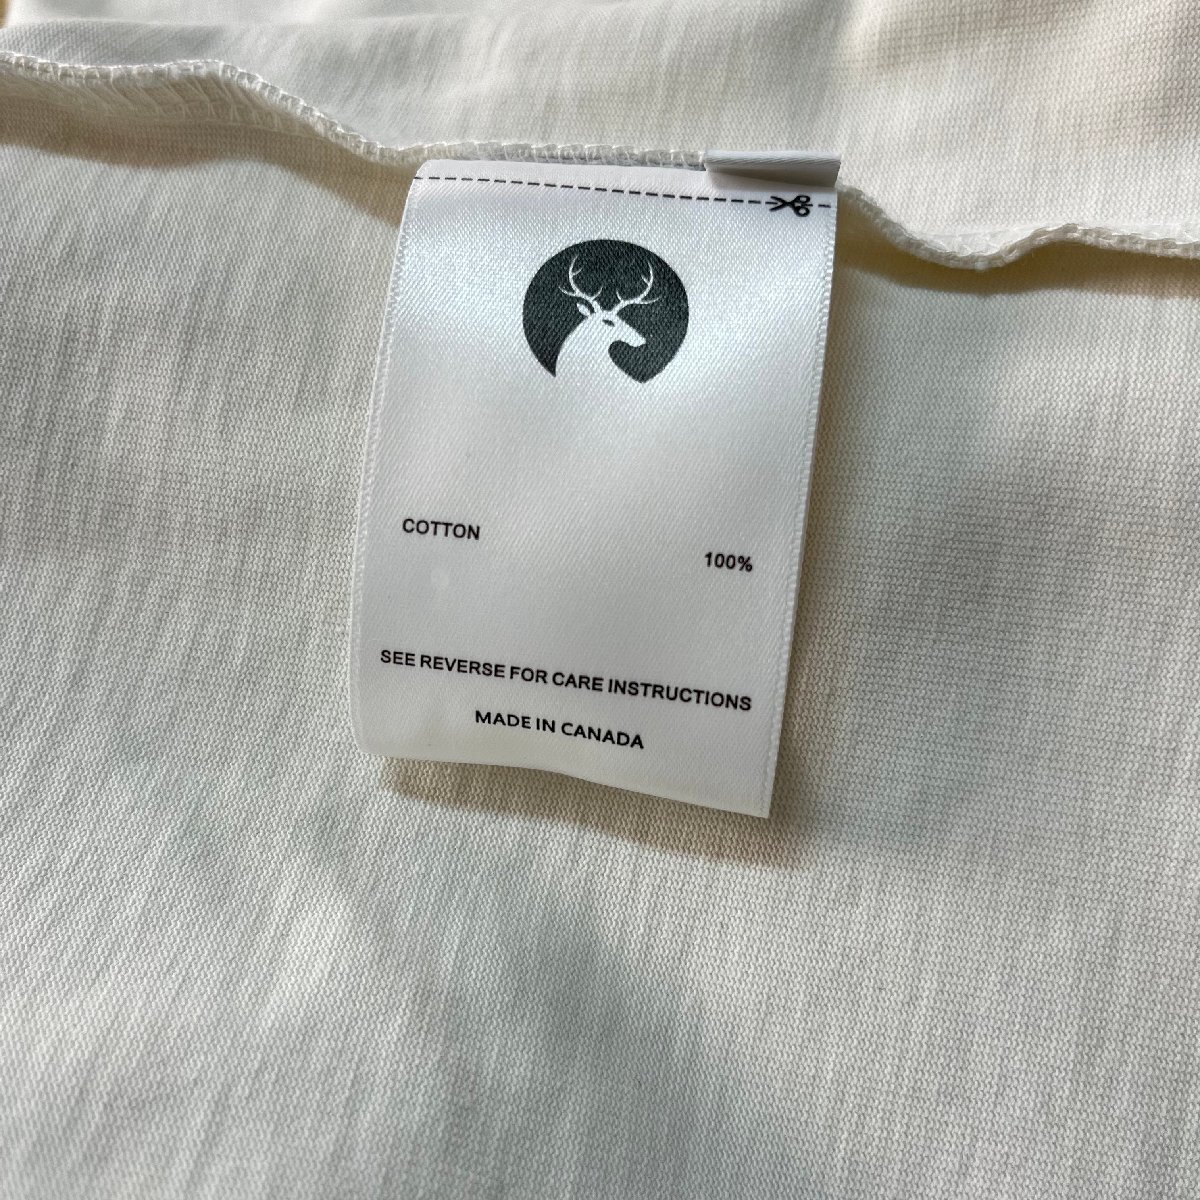 COTTON
100%
SEE REVERSE FOR CARE INSTRUCTIONS
MADE IN CANADA